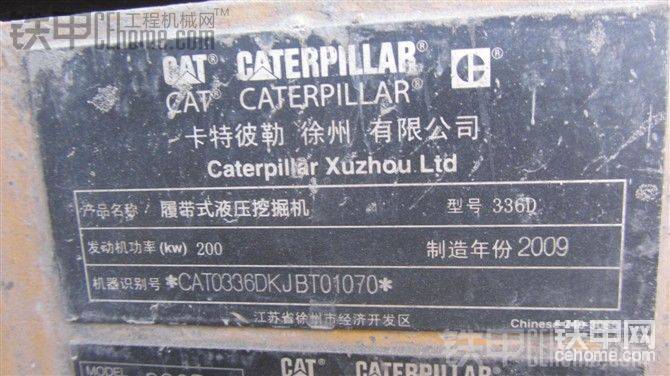 铁甲 工程机械网
cehome.com
CAT® CATERPILLAR® C®
CAT® CATERPILLAR®
卡特彼勒 徐州 有限公司
Caterpillar Xuzhou Ltd
产品名称 履带式液压挖掘机 型号 336D
发动机功率(kw) 200 制造年份 2009
机器识别号 *CAT0336DKJBT01070*
江苏省徐州市经济开发区
Chinese
铁甲网
cehome.com
MODEL CAT CATERPILLAR